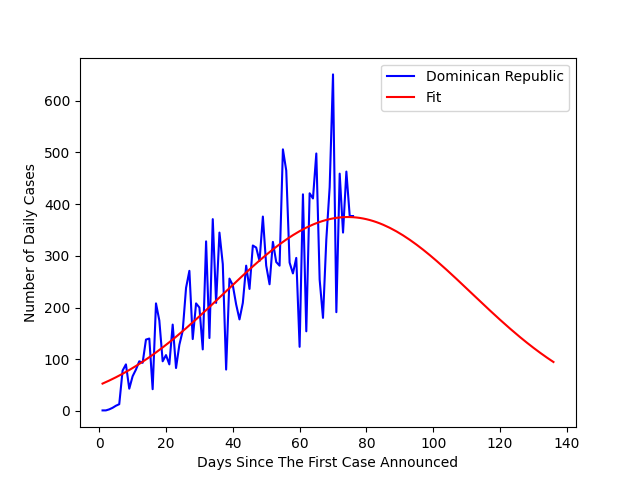 Dominican Republic
Fit
600
500
400
300
200
100
0
Number of Daily Cases
0 20 40 60 80 100 120 140
Days Since The First Case Announced